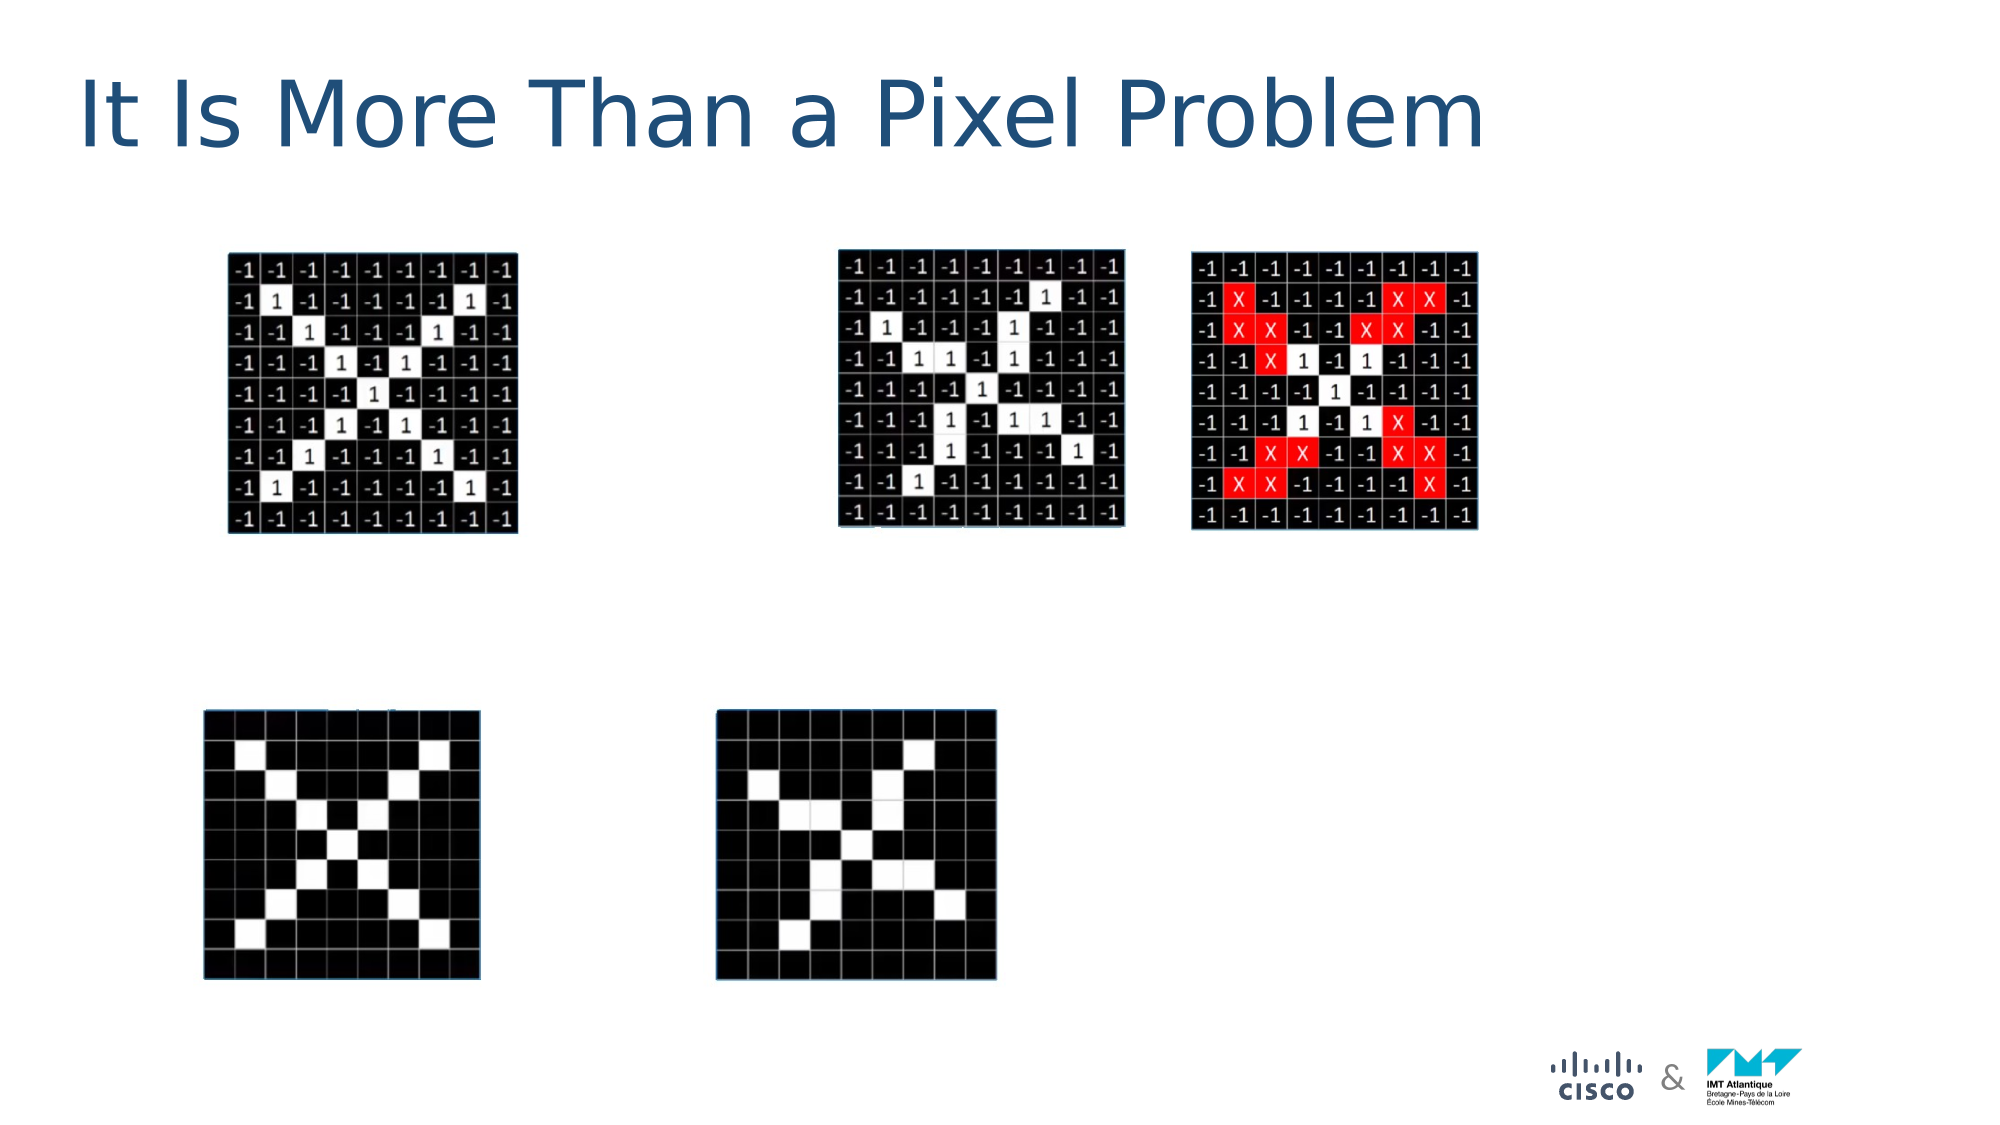 It Is More Than a Pixel Problem
-1 -1 -1 -1 -1 -1 -1 -1 -1
-1 1 -1 -1 -1 -1 -1 1 -1
-1 -1 1 -1 -1 -1 1 -1 -1
-1 -1 -1 1 -1 1 -1 -1 -1
-1 -1 -1 -1 1 -1 -1 -1 -1
-1 -1 -1 1 -1 1 -1 -1 -1
-1 -1 1 -1 -1 -1 1 -1 -1
-1 1 -1 -1 -1 -1 -1 1 -1
-1 -1 -1 -1 -1 -1 -1 -1 -1
-1 -1 -1 -1 -1 -1 -1 -1 -1
-1 -1 -1 -1 -1 -1 1 -1 -1
-1 1 -1 -1 -1 1 -1 -1 -1
-1 -1 1 1 -1 1 -1 -1 -1
-1 -1 -1 -1 1 -1 -1 -1 -1
-1 -1 -1 1 -1 1 1 -1 -1
-1 -1 -1 1 -1 -1 -1 1 -1
-1 -1 1 -1 -1 -1 -1 -1 -1
-1 -1 -1 -1 -1 -1 -1 -1 -1
-1 -1 -1 -1 -1 -1 -1 -1 -1
-1 X -1 -1 -1 -1 X X -1
-1 X X -1 -1 X X -1 -1
-1 -1 X 1 -1 1 -1 -1 -1
-1 -1 -1 -1 1 -1 -1 -1 -1
-1 -1 -1 1 -1 1 X -1 -1
-1 -1 X X -1 -1 X X -1
-1 X X -1 -1 -1 -1 X -1
-1 -1 -1 -1 -1 -1 -1 -1 -1
CISCO
&
IMT Atlantique
Bretagne-Pays de la Loire
École Mines-Télécom